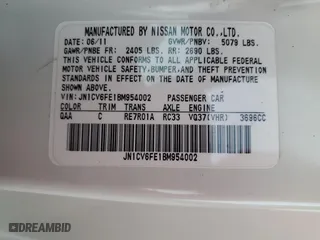 MANUFACTURED BY NISSAN MOTOR CO.,LTD.
DATE: 06/11 GVWR/PNBV: 5079 LBS.
GAWR/PNBE FR: 2405 LBS. RR: 2690 LBS.
THIS VEHICLE CONFORMS TO ALL APPLICABLE FEDERAL
MOTOR VEHICLE SAFETY,BUMPER,AND THEFT PREVENTION
STANDARDS IN EFFECT ON THE DATE OF MANUFACTURE
SHOWN ABOVE.
VIN: JN1CV6FE1BM954002 PASSENGER CAR
COLOR TRIM TRANS AXLE ENGINE
QAA C RE7R01A RC33 VQ37(VHR) 3696CC
JN1CV6FE1BM954002
DREAMBID